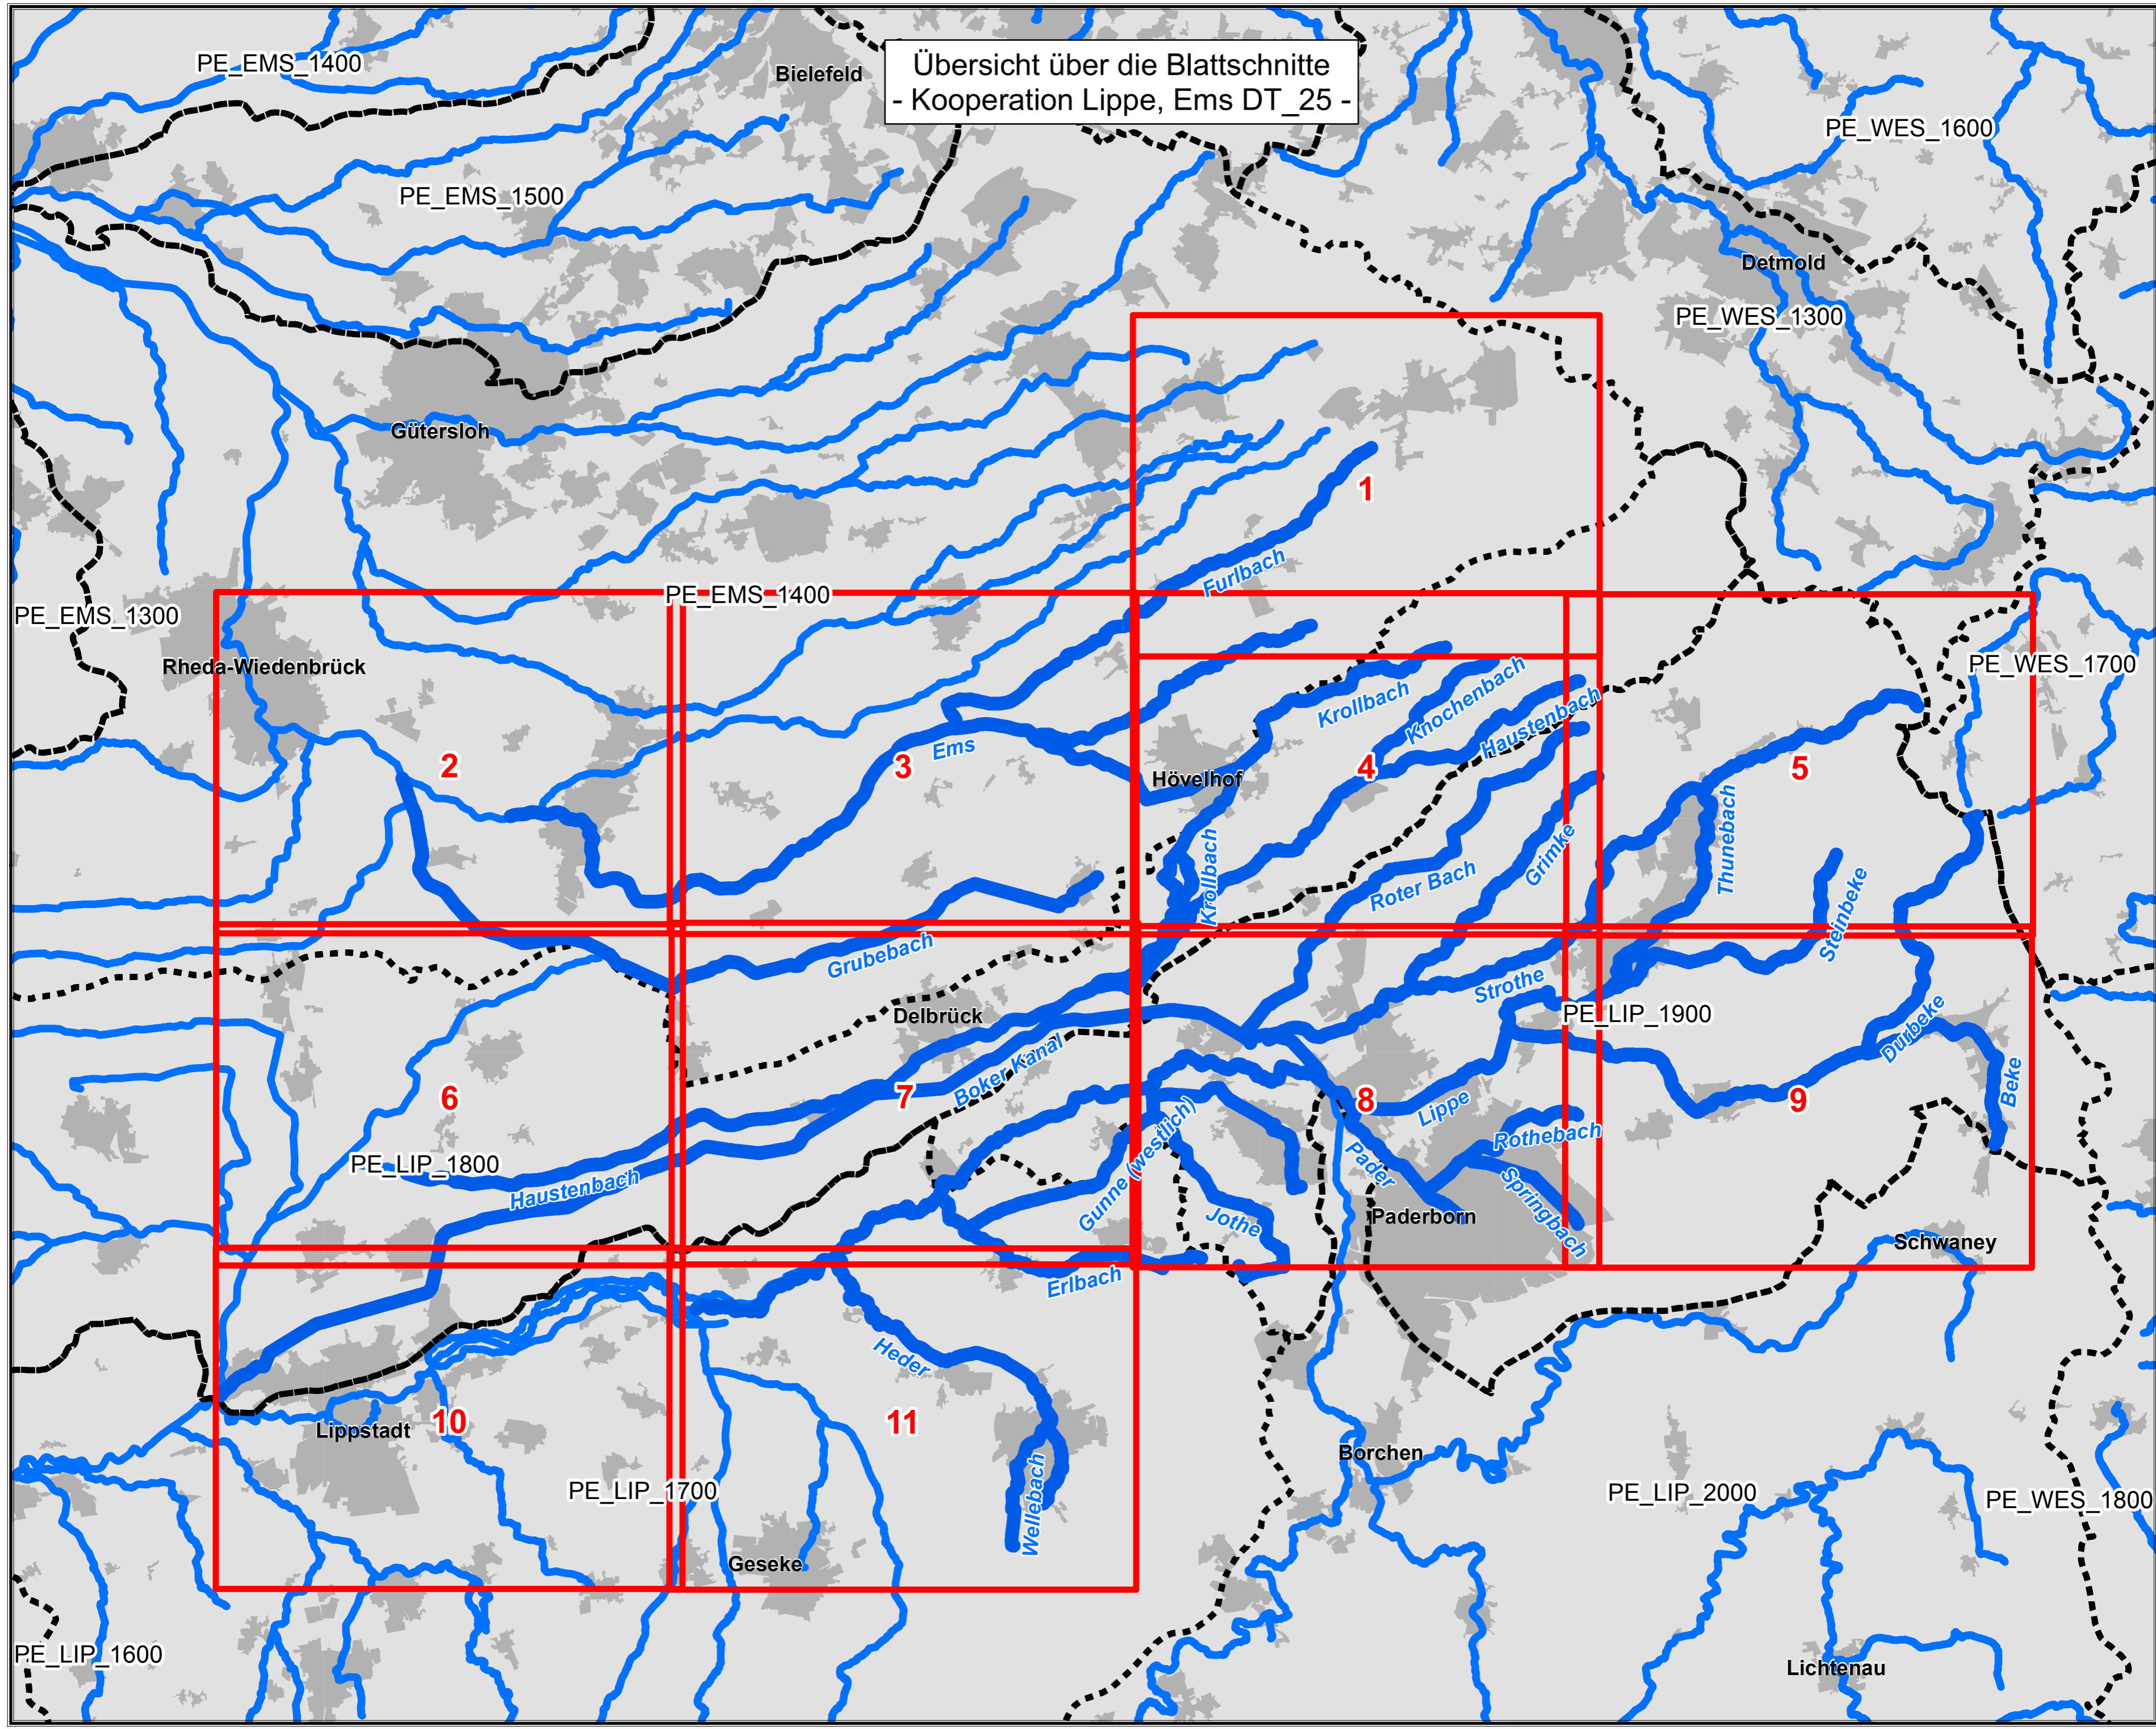 PE_EMS_1400
Bielefeld
Übersicht über die Blattschnitte
- Kooperation Lippe, Ems DT_25 -
PE_WES_1600
PE_EMS_1500
Detmold
PE_WES_1300
Gütersloh
1
Furlbach
PE_EMS_1400
PE_EMS_1300
Rheda-Wiedenbrück
PE_WES_1700
Krollbach
Knochenbach
Haustenbach
2
3
Ems
Hövelhof
4
5
Thunebach
Grimke
Roter Bach
Krollbach
Steinbeke
Grubebach
Strothe
Delbrück
PE_LIP_1900
Durbeke
Boker Kanal
Beke
6
7
8
9
Lippe
Rothebach
Gunne (westlich)
Pader
PE_LIP_1800
Haustenbach
Springbach
Jothe
Paderborn
Schwaney
Erlbach
Heder
Lippstadt
10
11
Borchen
PE_LIP_1700
PE_LIP_2000
PE_WES_1800
Wellebach
Geseke
PE_LIP_1600
Lichtenau